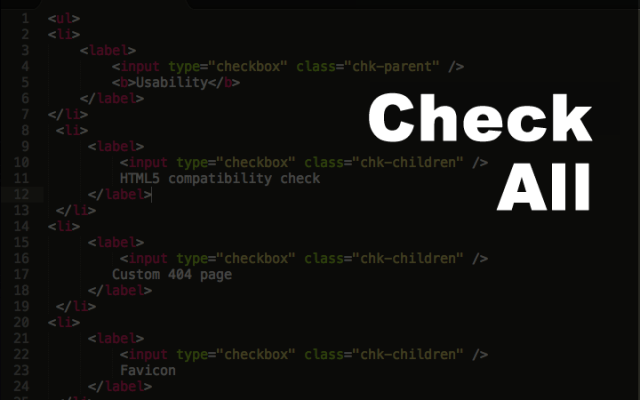 1 <ul>
2 <li>
3 <label>
4 <input type="checkbox" class="chk-parent" />
5 <b>Usability</b>
6 </label>
7 </li>
8 <li>
9 <label>
10 <input type="checkbox" class="chk-children" />
11 HTML5 compatibility check
12 </label>
13 </li>
14 <li>
15 <label>
16 <input type="checkbox" class="chk-children" />
17 Custom 404 page
18 </label>
19 </li>
20 <li>
21 <label>
22 <input type="checkbox" class="chk-children" />
23 Favicon
24 </label>
Check
All